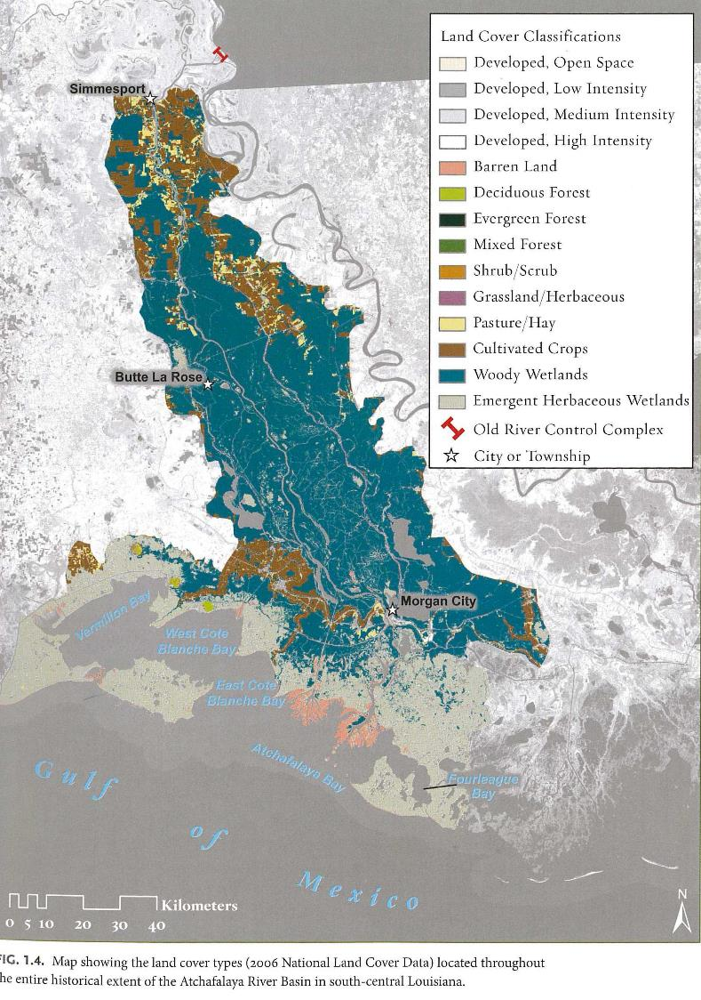 Land Cover Classifications
Developed, Open Space
Developed, Low Intensity
Developed, Medium Intensity
Developed, High Intensity
Barren Land
Deciduous Forest
Evergreen Forest
Mixed Forest
Shrub/Scrub
Grassland/Herbaceous
Pasture/Hay
Cultivated Crops
Woody Wetlands
Emergent Herbaceous Wetlands
Old River Control Complex
City or Township
Simmesport
Butte La Rose
Morgan City
Vermilion Bay
West Cote
Blanche Bay
East Cote
Blanche Bay
Atchafalaya Bay
Fourleague
Bay
Gulf
of
Mexico
Kilometers
0 5 10 20 30 40
N
FIG. 1.4. Map showing the land cover types (2006 National Land Cover Data) located throughout
he entire historical extent of the Atchafalaya River Basin in south-central Louisiana.